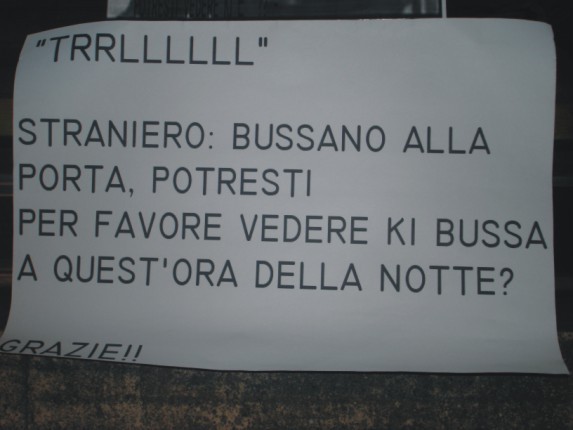 "TRRLLLLLL"
STRANIERO: BUSSANO ALLA
PORTA, POTRESTI
PER FAVORE VEDERE KI BUSSA
A QUEST'ORA DELLA NOTTE?
GRAZIE!!